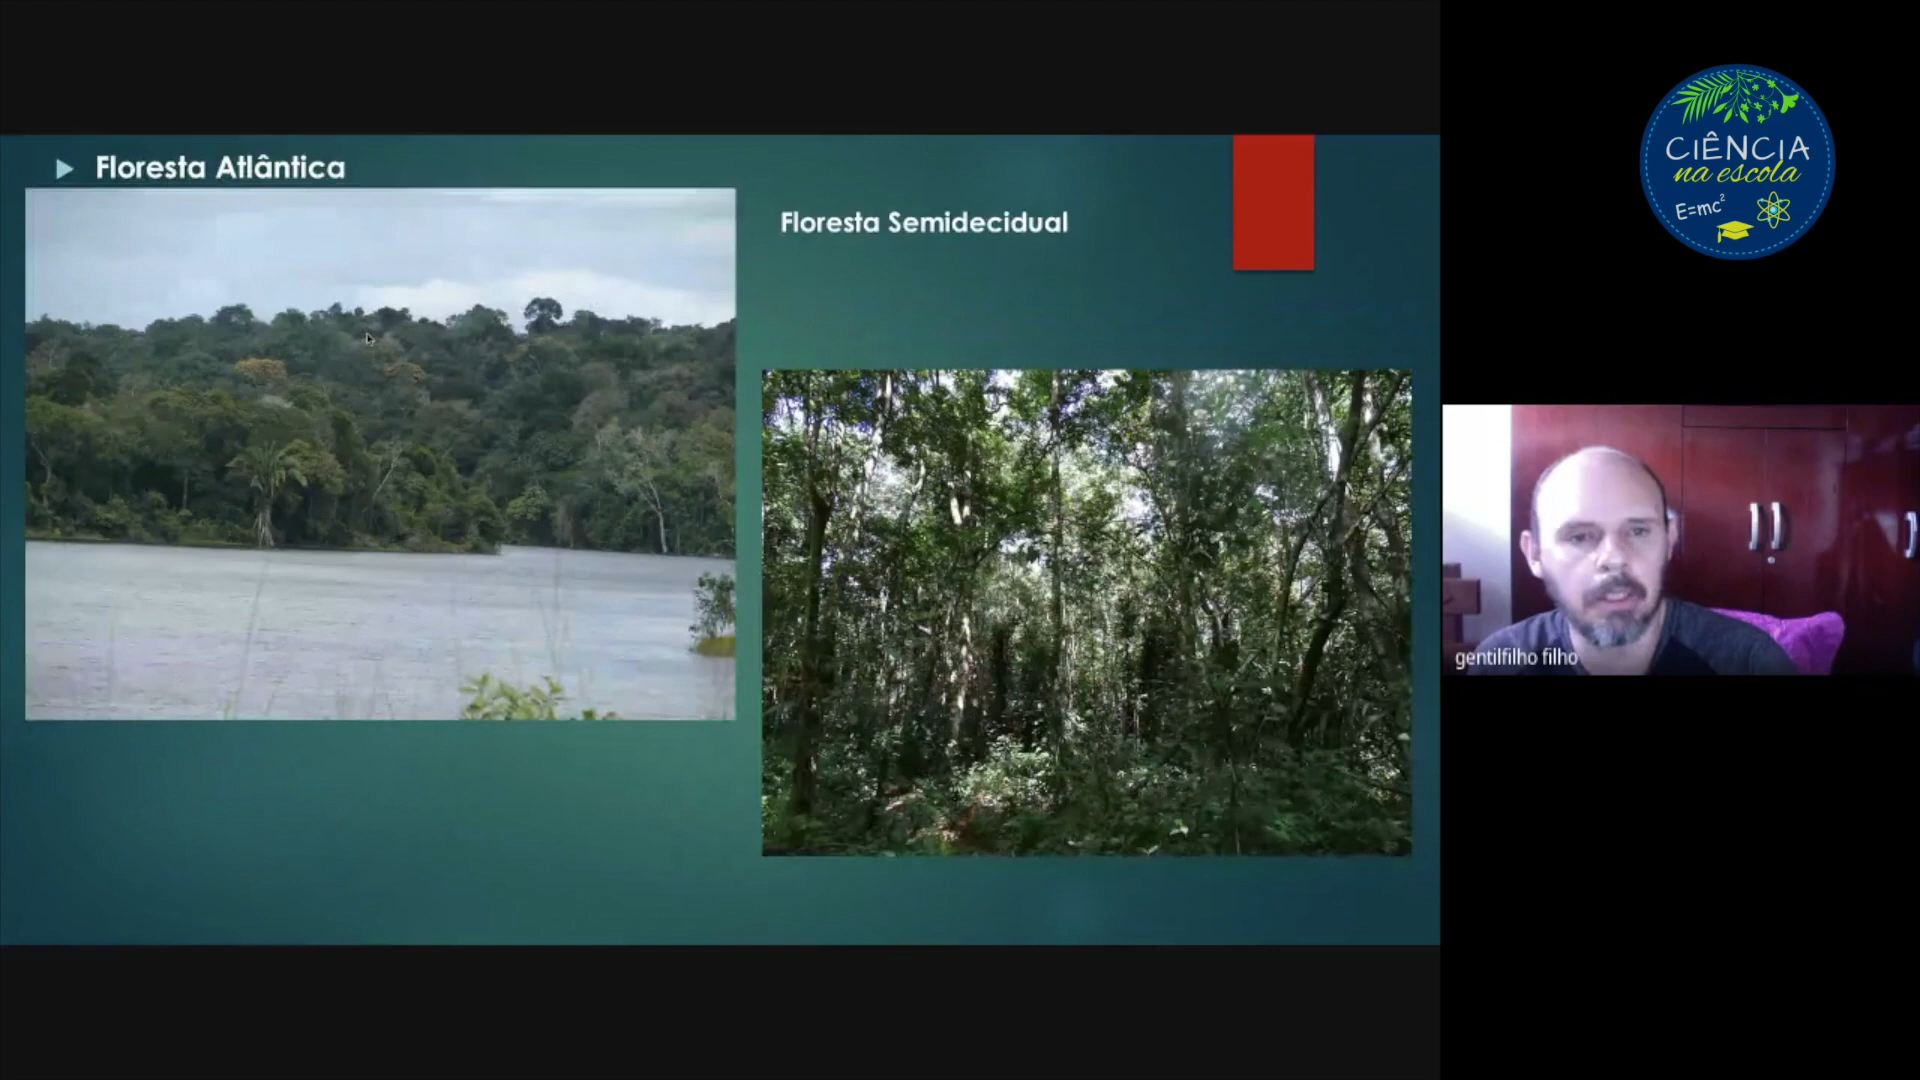 Floresta Atlântica
Floresta Semidecidual
CIÊNCIA
na escola
E=mc²
gentilfilho filho